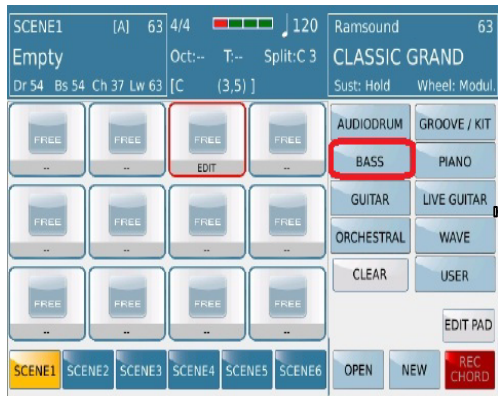 SCENE1 [A] 63 4/4 120 Ramsound 63
Empty Oct:-- T:-- Split:C 3 CLASSIC GRAND
Dr 54 Bs 54 Ch 37 Lw 63 [C (3,5) ] Sust: Hold Wheel: Modul.
FREE FREE FREE FREE AUDIODRUM GROOVE / KIT
-- -- EDIT -- BASS PIANO
FREE FREE FREE FREE GUITAR LIVE GUITAR
-- -- -- -- ORCHESTRAL WAVE
FREE FREE FREE FREE CLEAR USER
-- -- -- -- EDIT PAD
SCENE1 SCENE2 SCENE3 SCENE4 SCENE5 SCENE6 OPEN NEW REC CHORD